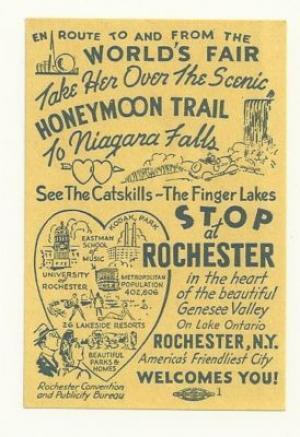 EN ROUTE TO AND FROM THE
WORLD'S FAIR
Take Her Over The Scenic
HONEYMOON TRAIL
To Niagara Falls
See The Catskills - The Finger Lakes
STOP
at
ROCHESTER
in the heart
of the beautiful
Genesee Valley
On Lake Ontario
ROCHESTER, N.Y.
America's Friendliest City
WELCOMES YOU!
KODAK PARK
EASTMAN
SCHOOL
of
MUSIC
UNIVERSITY
of
ROCHESTER
METROPOLITAN
POPULATION
402,606
26 LAKESIDE RESORTS
BEAUTIFUL
PARKS &
HOMES
Rochester Convention
and Publicity Bureau
1